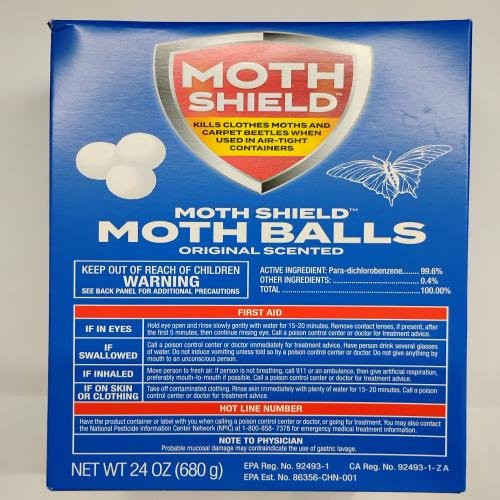 MOTH
SHIELD™
KILLS CLOTHES MOTHS AND
CARPET BEETLES WHEN
USED IN AIR-TIGHT
CONTAINERS
MOTH SHIELD™
MOTH BALLS
ORIGINAL SCENTED
KEEP OUT OF REACH OF CHILDREN
WARNING
SEE BACK PANEL FOR ADDITIONAL PRECAUTIONS
ACTIVE INGREDIENT: Para-dichlorobenzene........ 99.6%
OTHER INGREDIENTS: ................................ 0.4%
TOTAL ................................................... 100.00%
FIRST AID
IF IN EYES
Hold eye open and rinse slowly gently with water for 15-20 minutes. Remove contact lenses, if present, after
the first 5 minutes, then continue rinsing eye. Call a poison control center or doctor for treatment advice.
IF
SWALLOWED
Call a poison control center or doctor immediately for treatment advice. Have person drink several glasses
of water. Do not induce vomiting unless told so by a poison control center or doctor. Do not give anything by
mouth to an unconscious person.
IF INHALED
Move person to fresh air. If person is not breathing, call 911 or an ambulance, then give artificial respiration,
preferably mouth-to-mouth if possible. Call a poison control center or doctor for treatment advice.
IF ON SKIN
OR CLOTHING
Take off contaminated clothing. Rinse skin immediately with plenty of water for 15- 20 minutes. Call a poison
control center or doctor for treatment advice.
HOT LINE NUMBER
Have the product container or label with you when calling a poison control center or doctor, or going for treatment. You may also contact
the National Pesticide Information Center Network (NPIC) at 1-800-858- 7378 for emergency medical treatment information.
NOTE TO PHYSICIAN
Probable mucosal damage may contraindicate the use of gastric lavage.
NET WT 24 OZ (680 g)
EPA Reg. No. 92493-1 CA Reg. No. 92493-1-ZA
EPA Est. No. 86356-CHN-001